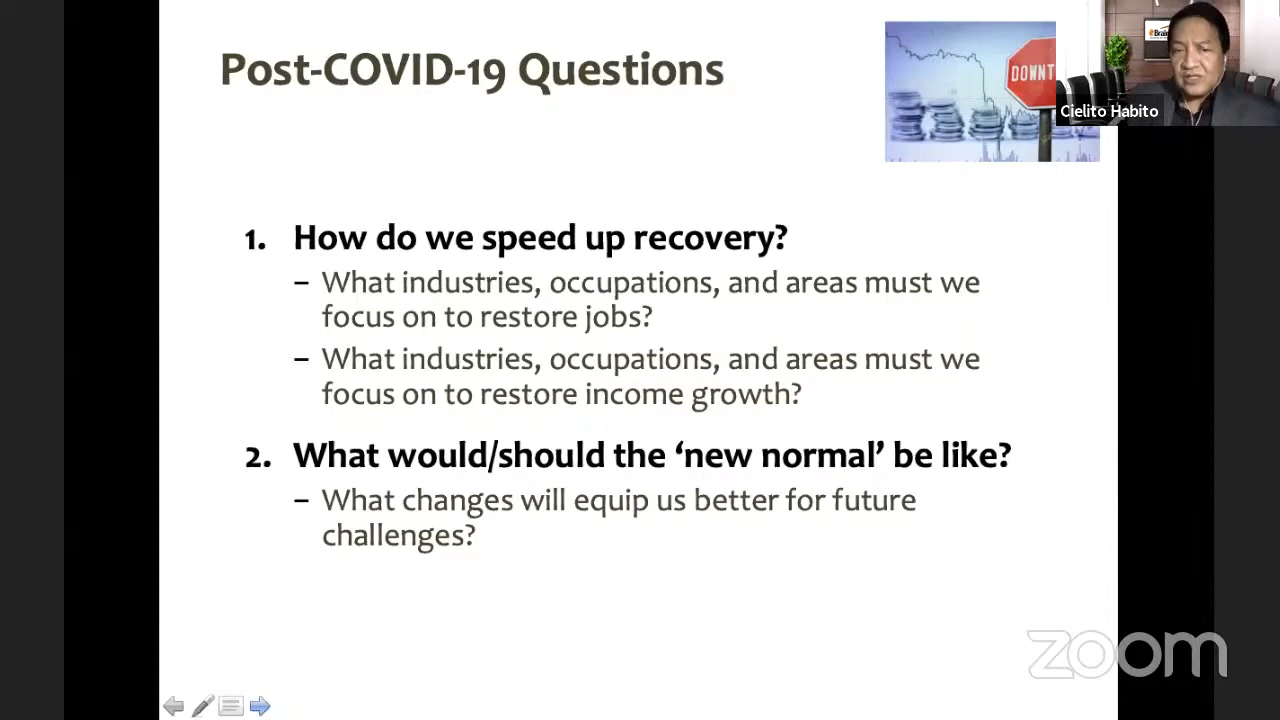 Post-COVID-19 Questions
DOWNT
Brain
Cielito Habito
1. How do we speed up recovery?
– What industries, occupations, and areas must we
focus on to restore jobs?
– What industries, occupations, and areas must we
focus on to restore income growth?
2. What would/should the ‘new normal’ be like?
– What changes will equip us better for future
challenges?
zoom